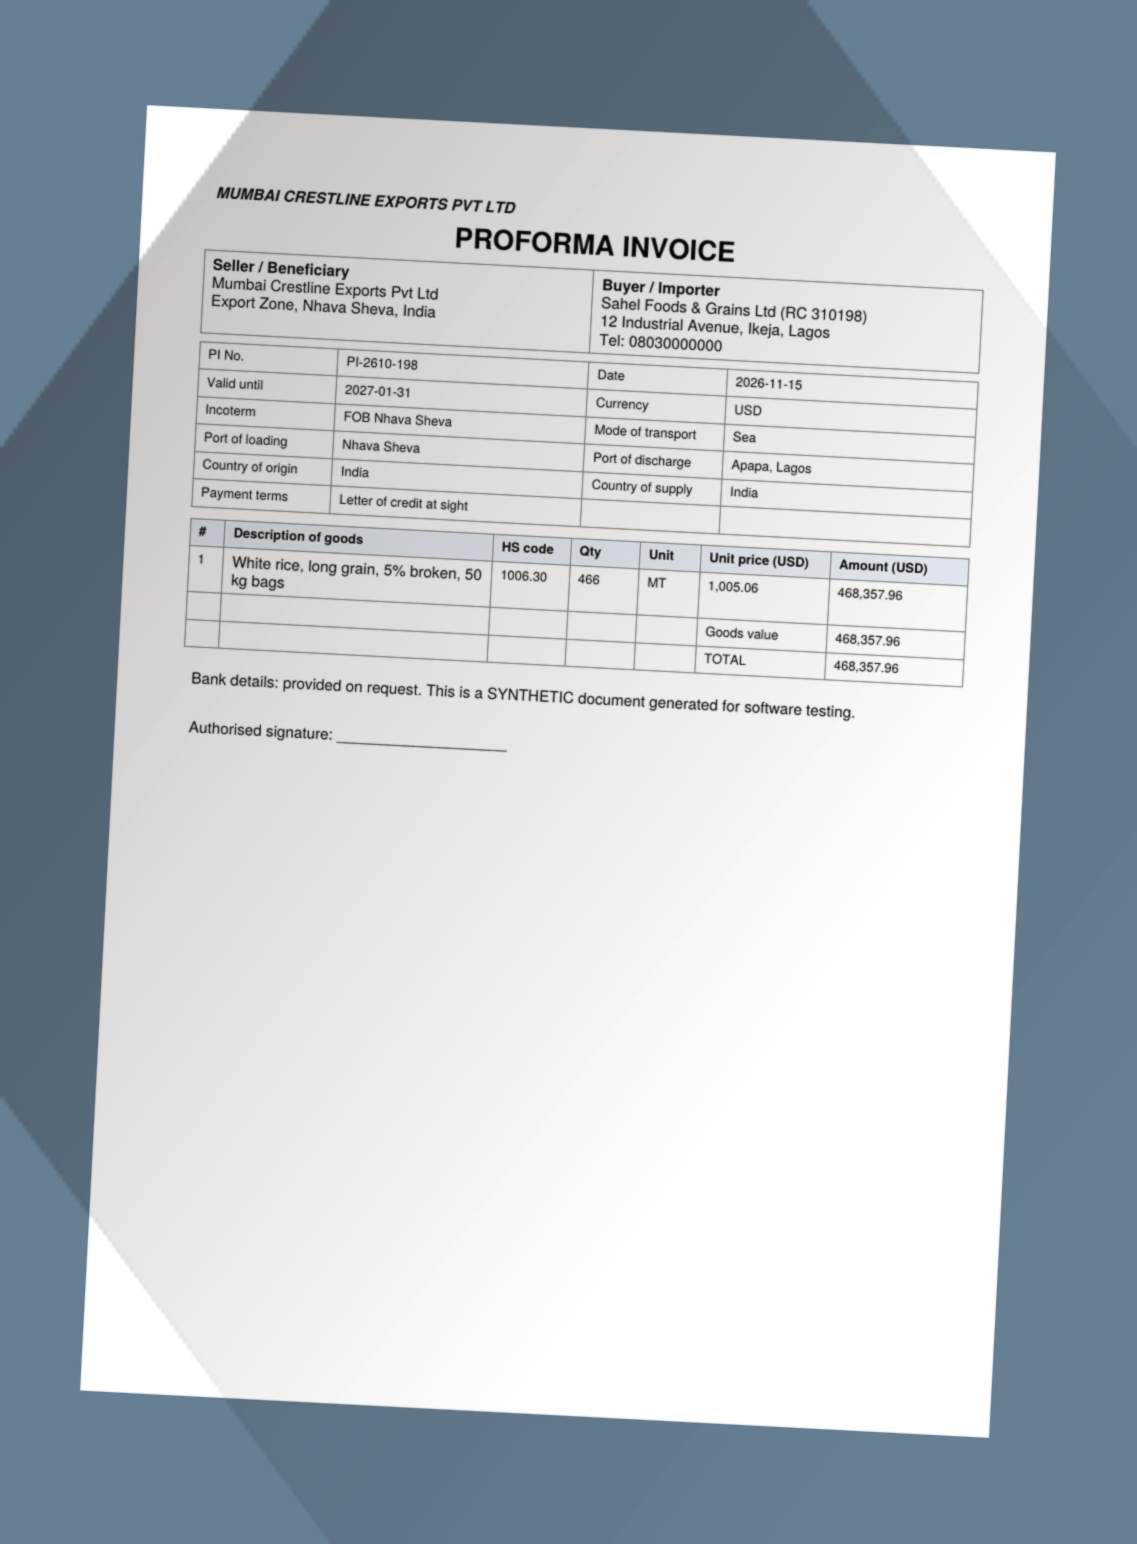 MUMBAI CRESTLINE EXPORTS PVT LTD
PROFORMA INVOICE
Seller / Beneficiary
Mumbai Crestline Exports Pvt Ltd
Export Zone, Nhava Sheva, India
Buyer / Importer
Sahel Foods & Grains Ltd (RC 310198)
12 Industrial Avenue, Ikeja, Lagos
Tel: 08030000000
PI No. PI-2610-198 Date 2026-11-15
Valid until 2027-01-31 Currency USD
Incoterm FOB Nhava Sheva Mode of transport Sea
Port of loading Nhava Sheva Port of discharge Apapa, Lagos
Country of origin India Country of supply India
Payment terms Letter of credit at sight
# Description of goods HS code Qty Unit Unit price (USD) Amount (USD)
1 White rice, long grain, 5% broken, 50 kg bags 1006.30 466 MT 1,005.06 468,357.96
Goods value 468,357.96
TOTAL 468,357.96
Bank details: provided on request. This is a SYNTHETIC document generated for software testing.
Authorised signature: ____________________